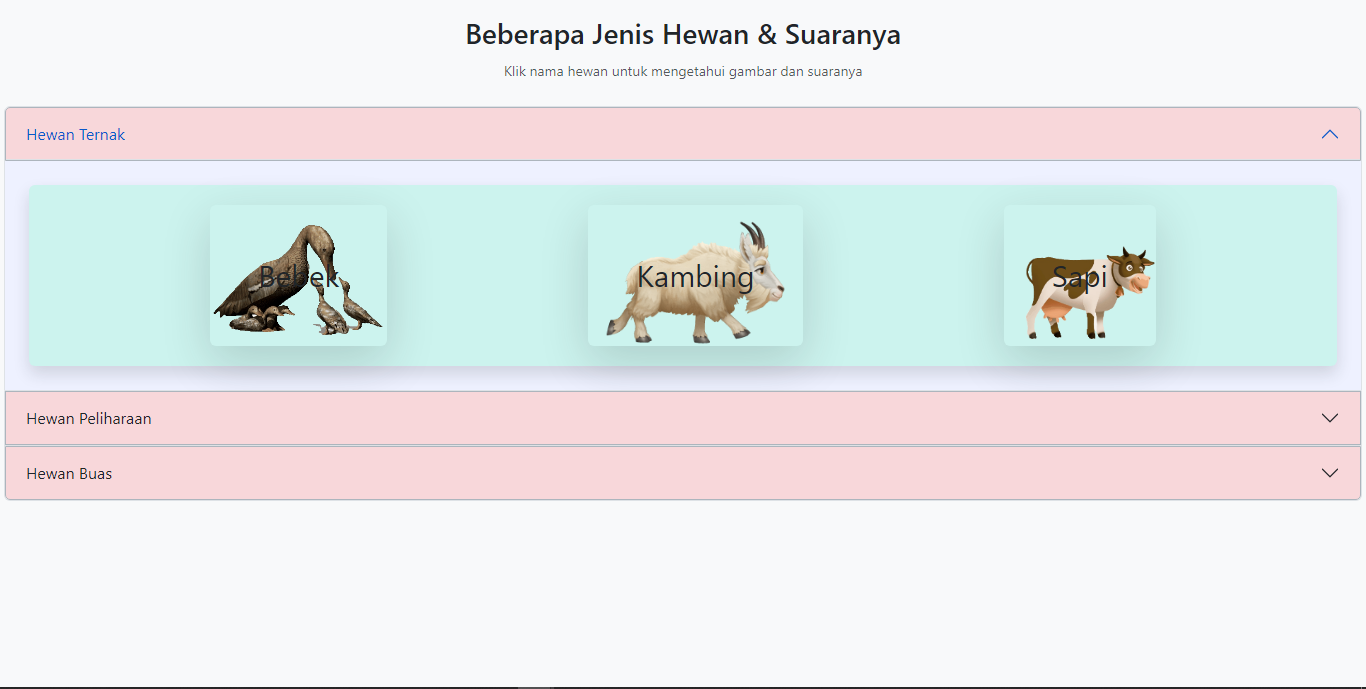 Beberapa Jenis Hewan & Suaranya
Klik nama hewan untuk mengetahui gambar dan suaranya
Hewan Ternak
Bebek
Kambing
Sapi
Hewan Peliharaan
Hewan Buas